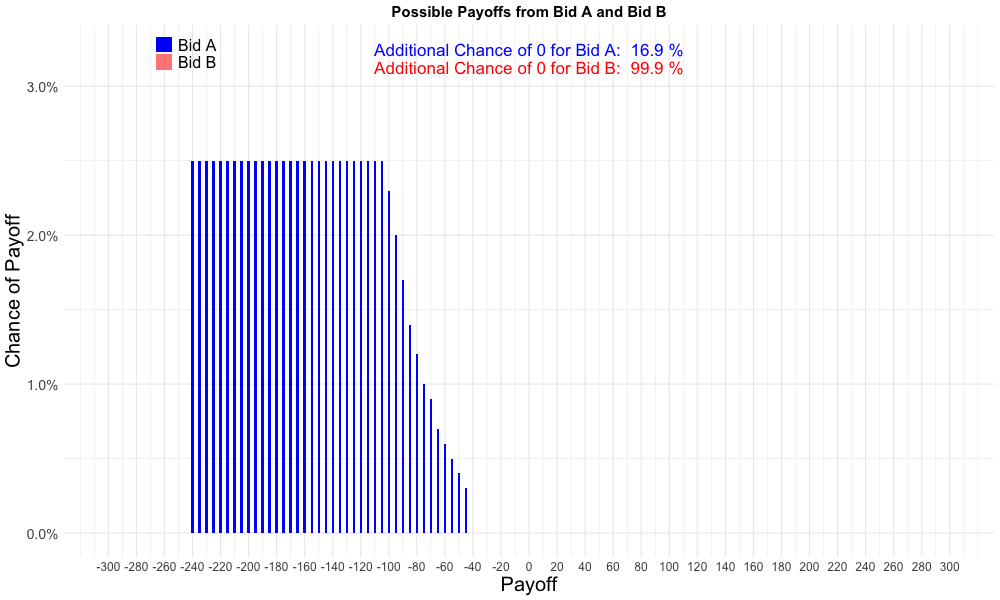 Possible Payoffs from Bid A and Bid B
Bid A
Bid B
Additional Chance of 0 for Bid A: 16.9 %
Additional Chance of 0 for Bid B: 99.9 %
Chance of Payoff
3.0%
2.0%
1.0%
0.0%
-300 -280 -260 -240 -220 -200 -180 -160 -140 -120 -100 -80 -60 -40 -20 0 20 40 60 80 100 120 140 160 180 200 220 240 260 280 300
Payoff